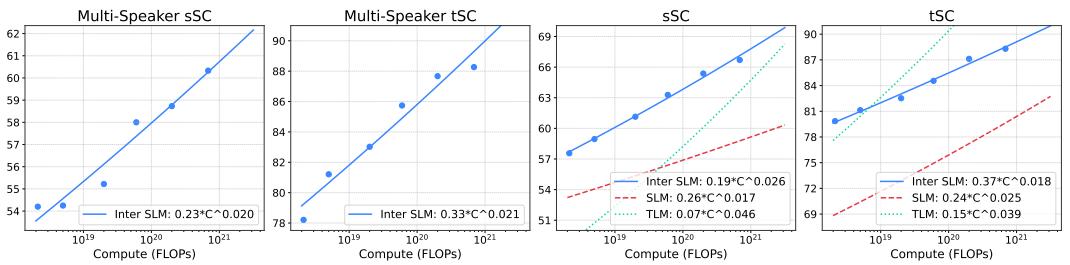 Multi-Speaker sSC
62
61
60
59
58
57
56
55
54
10^19
10^20
10^21
Compute (FLOPs)
Inter SLM: 0.23*C^0.020
Multi-Speaker tSC
90
88
86
84
82
80
78
10^19
10^20
10^21
Compute (FLOPs)
Inter SLM: 0.33*C^0.021
sSC
69
66
63
60
57
54
51
10^19
10^20
10^21
Compute (FLOPs)
Inter SLM: 0.19*C^0.026
SLM: 0.26*C^0.017
TLM: 0.07*C^0.046
tSC
90
87
84
81
78
75
72
69
10^19
10^20
10^21
Compute (FLOPs)
Inter SLM: 0.37*C^0.018
SLM: 0.24*C^0.025
TLM: 0.15*C^0.039